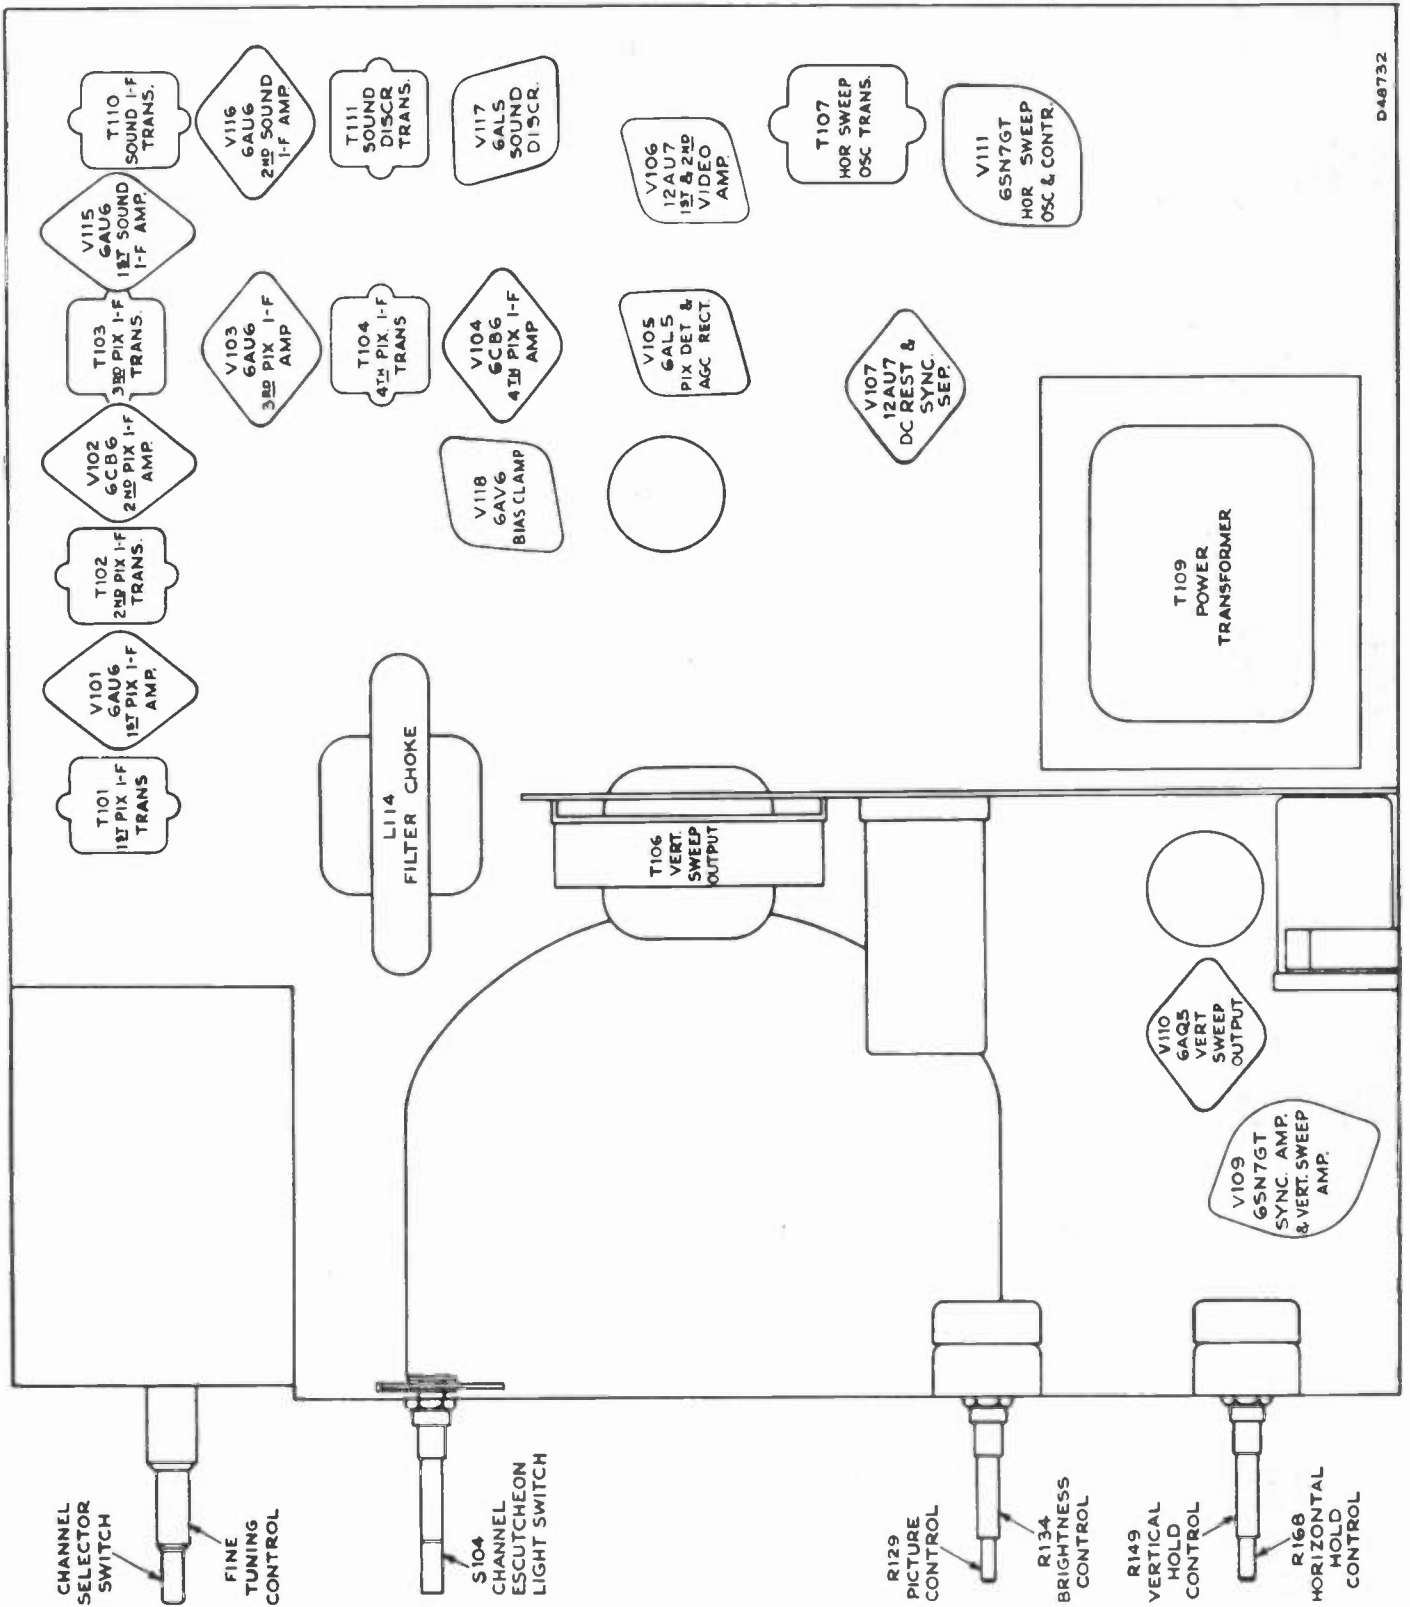 T110
SOUND I-F
TRANS.
V116
6AU6
2ND SOUND
I-F AMP.
T111
SOUND
DISCR
TRANS.
V117
6AL5
SOUND
DISCR.
V115
6AU6
1ST SOUND
I-F AMP.
V106
12AU7
1ST & 2ND
VIDEO
AMP.
T107
HOR SWEEP
OSC TRANS.
V111
6SN7GT
HOR SWEEP
OSC & CONTR.
D48732
T103
3RD PIX I-F
TRANS.
V103
6AU6
3RD PIX I-F
AMP
T104
4TH PIX. I-F
TRANS
V104
6CB6
4TH PIX I-F
AMP
V105
6AL5
PIX DET &
AGC RECT.
V107
12AU7
DC REST &
SYNC.
SEP.
V102
6CB6
2ND PIX I-F
AMP.
V118
6AV6
BIAS CLAMP
T102
2ND PIX I-F
TRANS.
T109
POWER
TRANSFORMER
V101
6AU6
1ST PIX I-F
AMP.
T101
1ST PIX I-F
TRANS
L114
FILTER CHOKE
T106
VERT.
SWEEP
OUTPUT
V110
6AQ5
VERT
SWEEP
OUTPUT
V109
6SN7GT
SYNC. AMP.
& VERT. SWEEP
AMP.
CHANNEL
SELECTOR
SWITCH
FINE
TUNING
CONTROL
S104
CHANNEL
ESCUTCHEON
LIGHT SWITCH
R129
PICTURE
CONTROL
R134
BRIGHTNESS
CONTROL
R149
VERTICAL
HOLD
CONTROL
R168
HORIZONTAL
HOLD
CONTROL